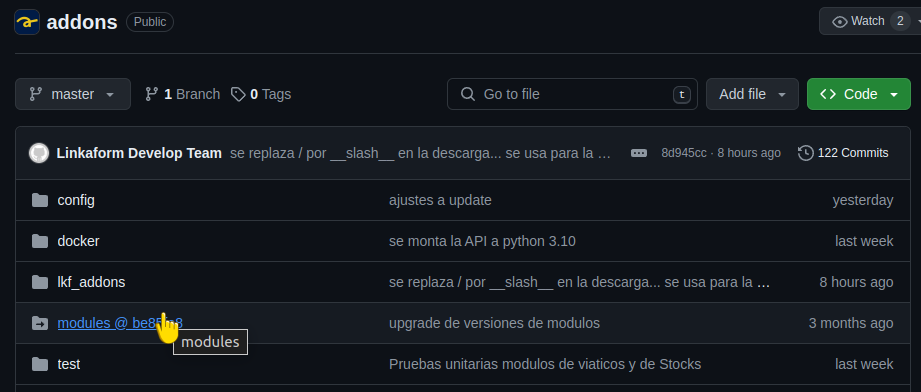 addons Public Watch 2
master 1 Branch 0 Tags Go to file t Add file Code
Linkaform Develop Team se replaza / por __slash__ en la descarga... se usa para la ... 8d945cc · 8 hours ago 122 Commits
config ajustes a update yesterday
docker se monta la API a python 3.10 last week
lkf_addons se replaza / por __slash__ en la descarga... se usa para la ... 8 hours ago
modules @ upgrade de versiones de modulos 3 months ago
modules
test Pruebas unitarias modulos de viaticos y de Stocks last week